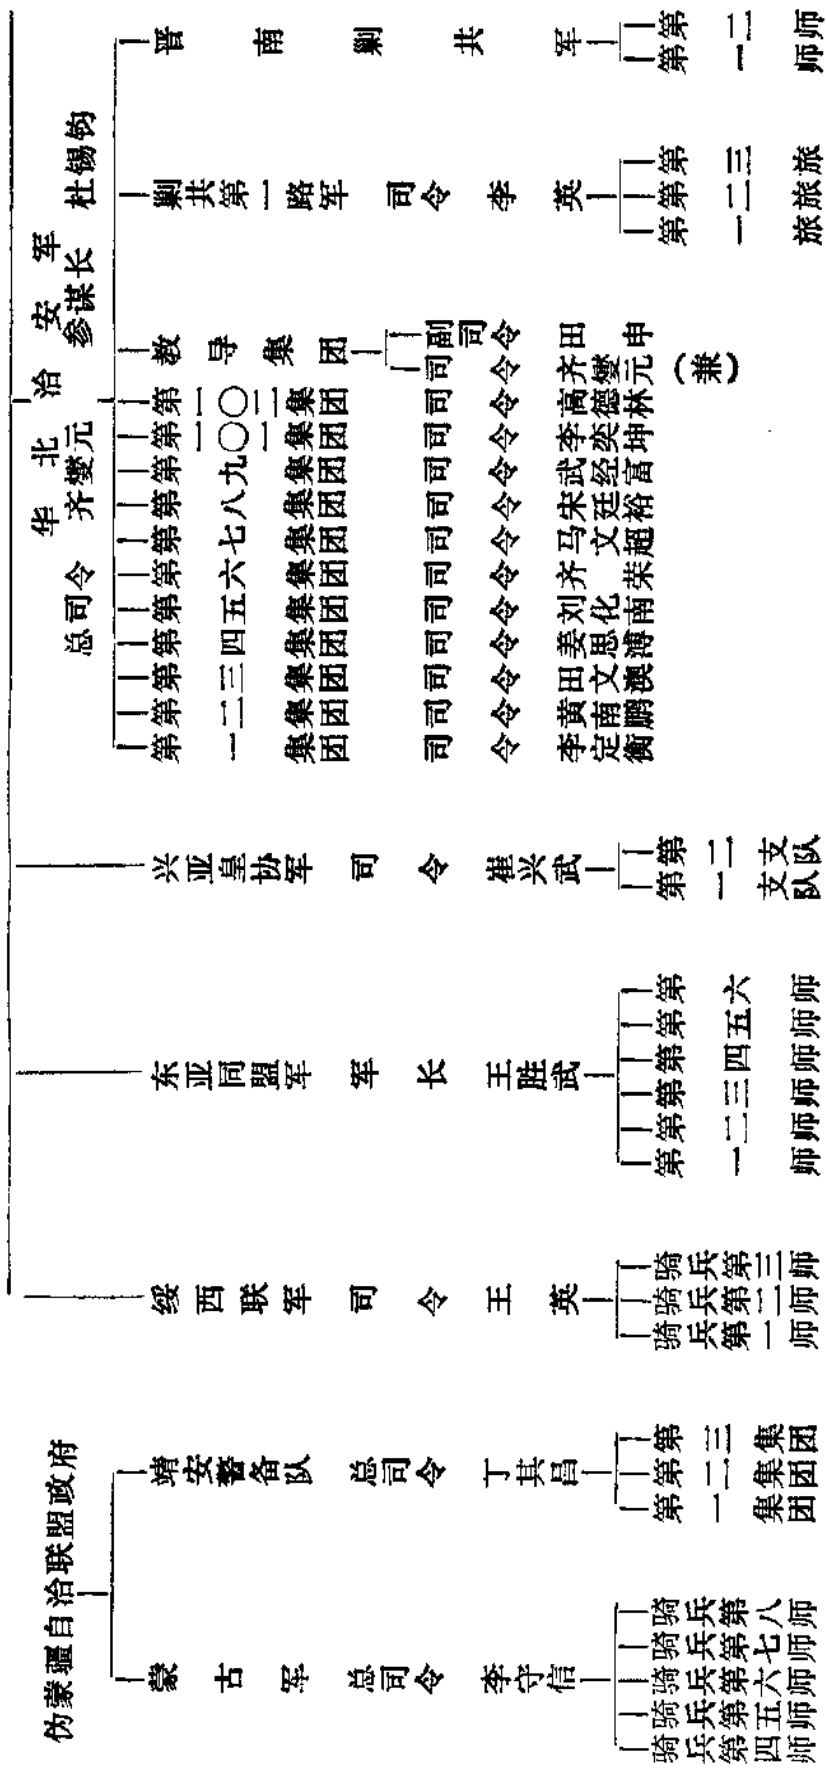 伪蒙疆自治联盟政府
蒙古军总司令李守信
骑兵第四师
骑兵第五师
骑兵第六师
骑兵第七师
骑兵第八师
靖安警备队总司令丁其昌
第一集团
第二集团
第三集团
绥西联军司令王英
骑兵第一师
骑兵第二师
骑兵第三师
东亚同盟军军长王胜武
第一师
第二师
第三师
第四师
第五师
第六师
兴亚皇协军司令崔兴武
第一支队
第二支队
华北治安军
总司令齐燮元 参谋长杜锡钧
第一集团司令李定衡
第二集团司令黄南鹏
第三集团司令田文澳
第四集团司令姜思溥
第五集团司令刘化南
第六集团司令齐荣
第七集团司令马文超
第八集团司令宋廷裕
第九集团司令武经富
第一〇一集团司令李奕坤
第一〇二集团司令高德林
教导集团
司令齐燮元(兼)
副司令田申
剿共第一路军司令李英
第一旅
第二旅
第三旅
晋南剿共军
第一师
第二师